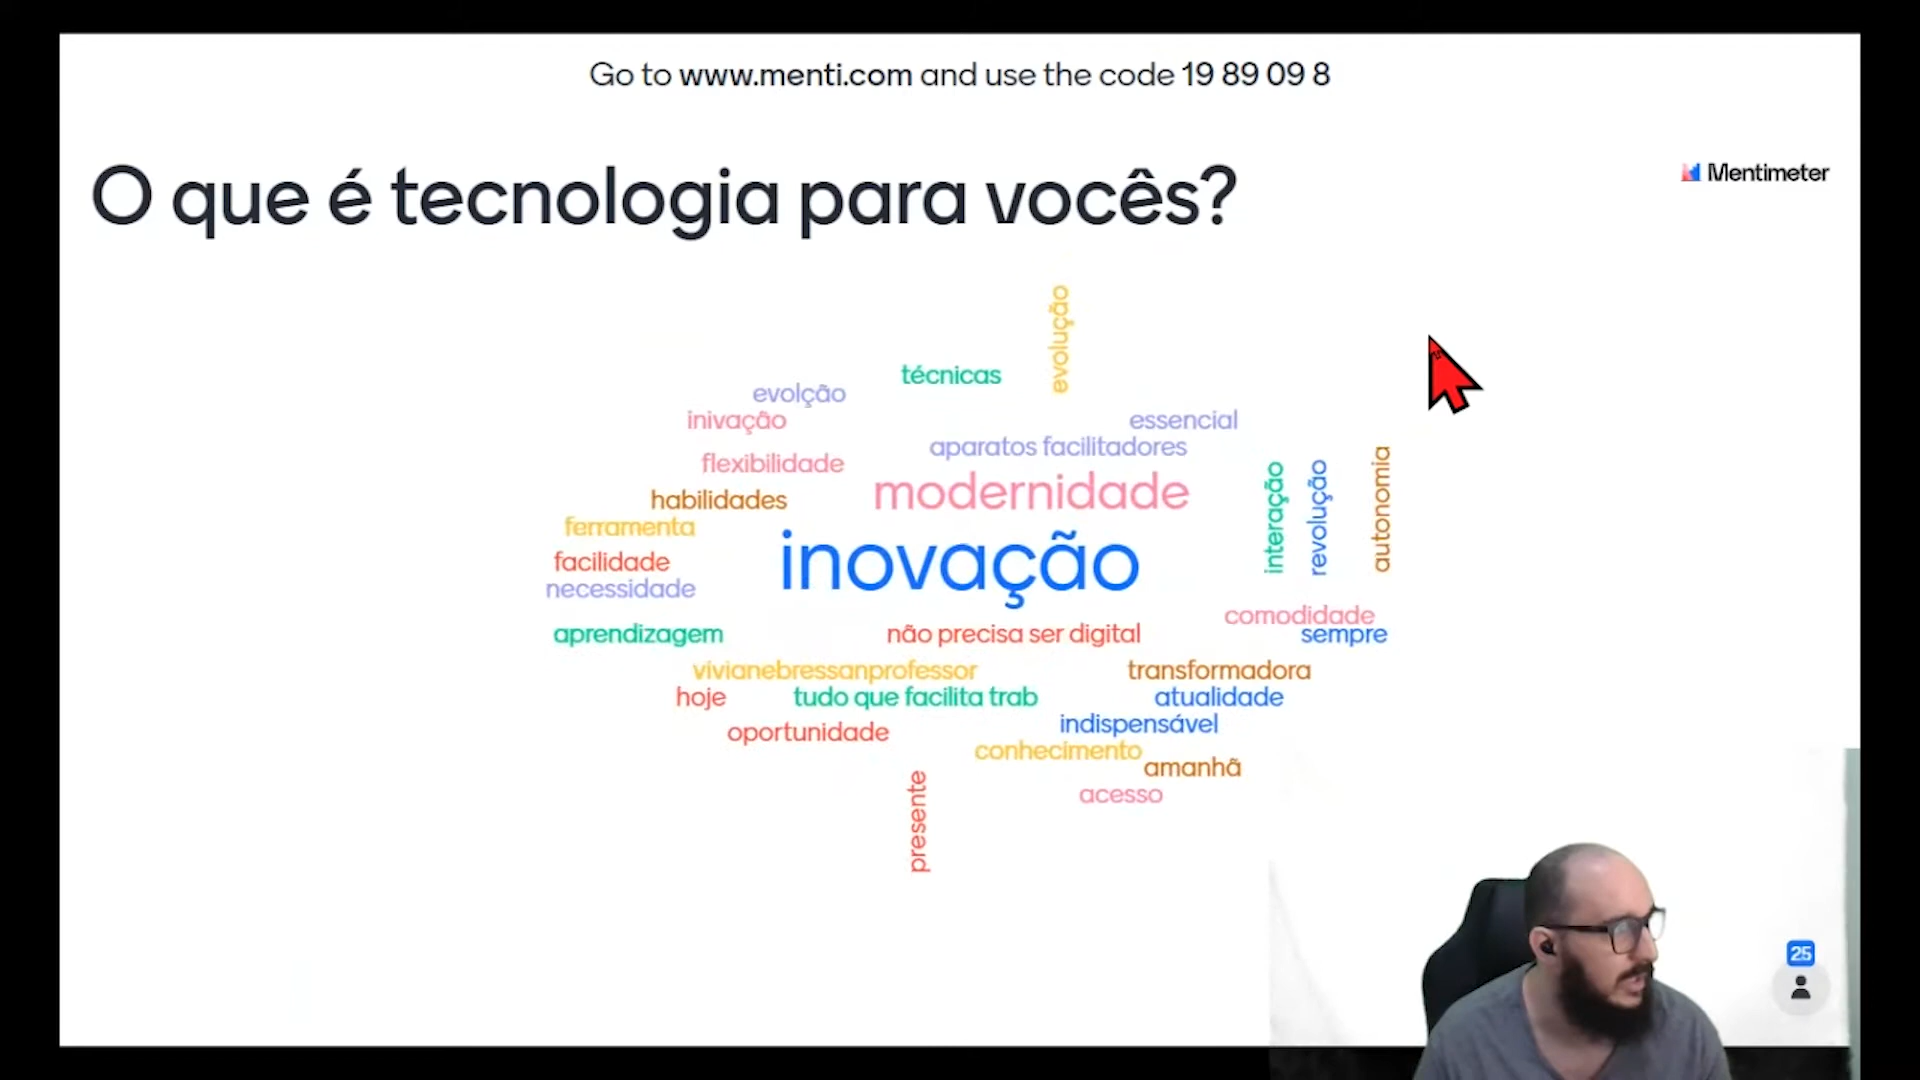 Go to www.menti.com and use the code 19 89 09 8
Mentimeter
O que é tecnologia para vocês?
evolução
técnicas
evolção
inivação
essencial
aparatos facilitadores
flexibilidade
modernidade
habilidades
interação
revolução
autonomia
ferramenta
inovação
facilidade
necessidade
comodidade
aprendizagem
não precisa ser digital
sempre
vivianebressanprofessor
transformadora
hoje
tudo que facilita trab
atualidade
indispensável
oportunidade
conhecimento
amanhã
acesso
presente
25